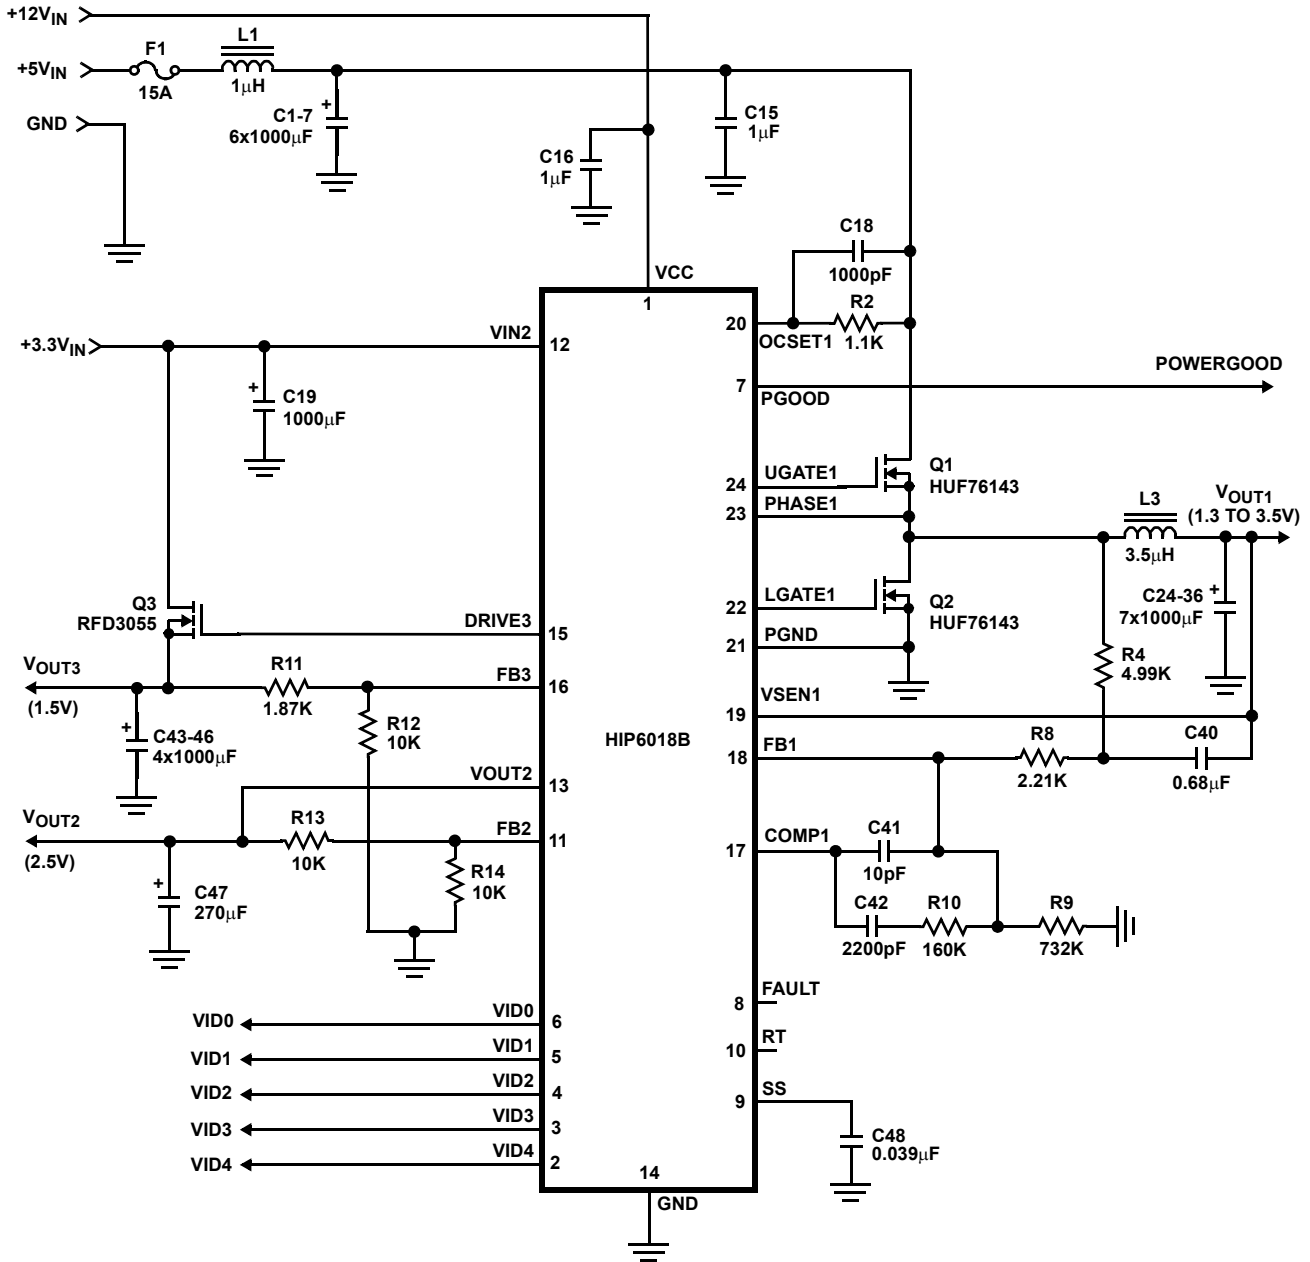 +12VIN
F1
L1
+5VIN
15A
1μH
+
C1-7
6x1000μF
GND
C15
1μF
C16
1μF
C18
1000pF
VCC
1
R2
20
OCSET1
1.1K
+3.3VIN
VIN2
12
POWERGOOD
7
PGOOD
+
C19
1000μF
UGATE1
24
Q1
HUF76143
PHASE1
23
L3
VOUT1
(1.3 TO 3.5V)
3.5μH
Q3
RFD3055
DRIVE3
15
LGATE1
22
Q2
HUF76143
+
C24-36
7x1000μF
PGND
21
VOUT3
(1.5V)
R11
1.87K
FB3
16
R4
4.99K
VSEN1
19
+
C43-46
4x1000μF
R12
10K
HIP6018B
FB1
18
R8
2.21K
C40
0.68μF
VOUT2
13
VOUT2
(2.5V)
R13
10K
FB2
11
COMP1
17
C41
10pF
+
C47
270μF
R14
10K
C42
2200pF
R10
160K
R9
732K
FAULT
8
VID0
VID0
6
RT
10
VID1
VID1
5
VID2
VID2
4
SS
9
VID3
VID3
3
C48
0.039μF
VID4
VID4
2
14
GND